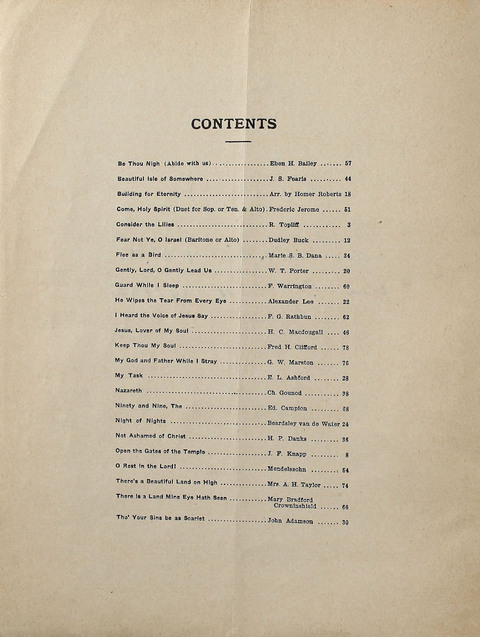 CONTENTS
Be Thou Nigh (Abide with us) .................. Eben H. Bailey ....... 57
Beautiful Isle of Somewhere .................. J. S. Fearis .......... 44
Building for Eternity .................. Arr. by Homer Roberts 18
Come, Holy Spirit (Duet for Sop. or Ten. & Alto). Frederic Jerome ...... 51
Consider the Lilies .................. R. Topliff ............ 3
Fear Not Ye, O Israel (Baritone or Alto) ........ Dudley Buck ......... 12
Flee as a Bird .................. Marie S. B. Dana ..... 34
Gently, Lord, O Gently Lead Us .................. W. T. Porter ......... 20
Guard While I Sleep .................. F. Warrington ........ 60
He Wipes the Tear From Every Eye ............ Alexander Lee ....... 22
I Heard the Voice of Jesus Say .................. F. G. Rathbun ....... 62
Jesus, Lover of My Soul .................. H. C. Macdougall .... 46
Keep Thou My Soul .................. Fred H. Clifford ...... 78
My God and Father While I Stray .............. G. W. Marston ....... 76
My Task .................. E. L. Ashford ........ 28
Nazareth .................. Ch. Gounod .........
Ninety and Nine, The .................. Ed. Campion ........
Night of Nights .................. Beardsley van de Water 24
Not Ashamed of Christ .................. H. P. Danks .........
Open the Gates of the Temple .................. J. F. Knapp ......... 8
O Rest in the Lord! .................. Mendelssohn ......... 54
There's a Beautiful Land on High .............. Mrs. A. H. Taylor ..... 74
There is a Land Mine Eye Hath Seen ........... Mary Bradford
Crowninshield ...... 66
Tho' Your Sins be as Scarlet .................. John Adamson ....... 30